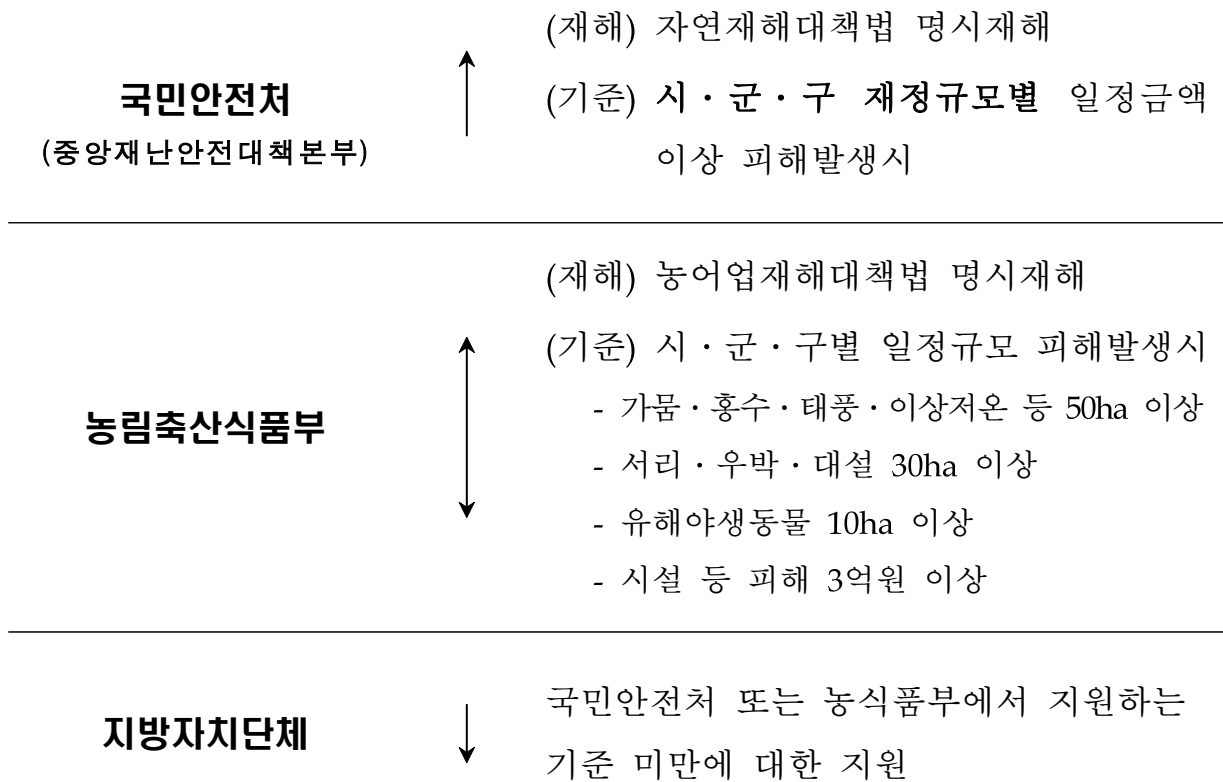 (재해) 자연재해대책법 명시재해
국민안전처
(중앙재난안전대책본부)
(기준) 시·군·구 재정규모별 일정금액
이상 피해발생시
(재해) 농어업재해대책법 명시재해
농림축산식품부
(기준) 시·군·구별 일정규모 피해발생시
- 가뭄·홍수·태풍·이상저온 등 50ha 이상
- 서리·우박·대설 30ha 이상
- 유해야생동물 10ha 이상
- 시설 등 피해 3억원 이상
지방자치단체
국민안전처 또는 농식품부에서 지원하는
기준 미만에 대한 지원